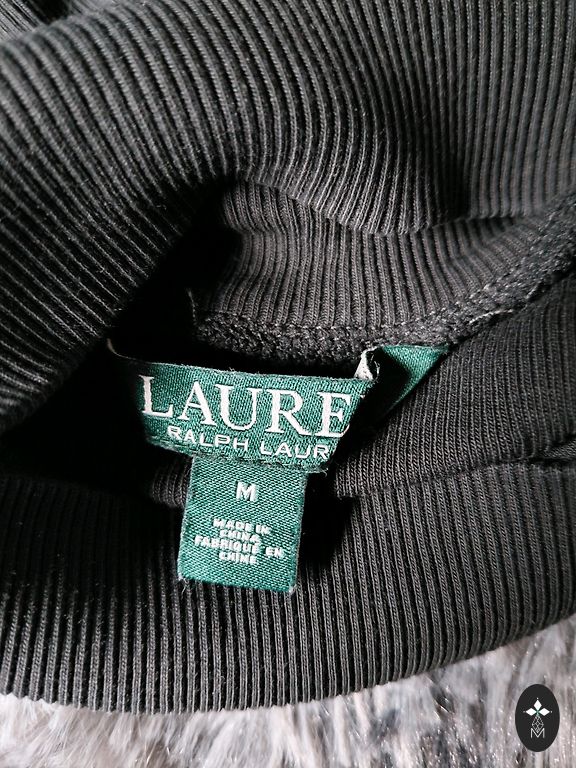 LAURE
RALPH LAUR
M
MADE IN
CHINA
FABRIQUÉ EN
CHINE
M